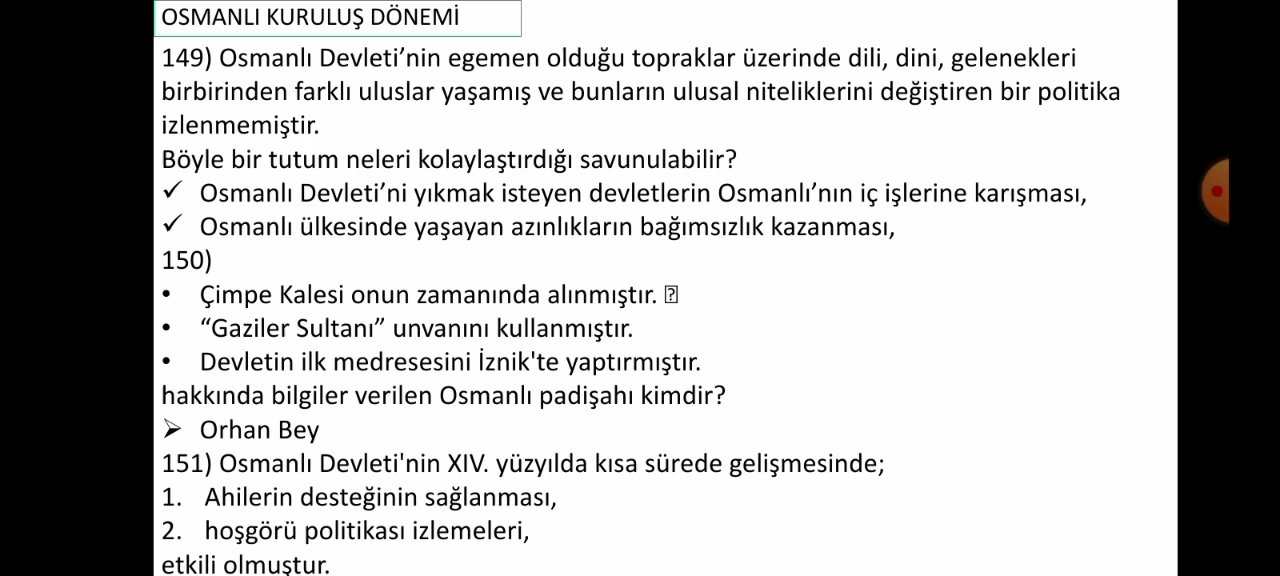 OSMANLI KURULUŞ DÖNEMİ
149) Osmanlı Devleti’nin egemen olduğu topraklar üzerinde dili, dini, gelenekleri
birbirinden farklı uluslar yaşamış ve bunların ulusal niteliklerini değiştiren bir politika
izlenmemiştir.
Böyle bir tutum neleri kolaylaştırdığı savunulabilir?
✓ Osmanlı Devleti’ni yıkmak isteyen devletlerin Osmanlı’nın iç işlerine karışması,
✓ Osmanlı ülkesinde yaşayan azınlıkların bağımsızlık kazanması,
150)
• Çimpe Kalesi onun zamanında alınmıştır. ⍰
• “Gaziler Sultanı” unvanını kullanmıştır.
• Devletin ilk medresesini İznik'te yaptırmıştır.
hakkında bilgiler verilen Osmanlı padişahı kimdir?
➢ Orhan Bey
151) Osmanlı Devleti'nin XIV. yüzyılda kısa sürede gelişmesinde;
1. Ahilerin desteğinin sağlanması,
2. hoşgörü politikası izlemeleri,
etkili olmuştur.